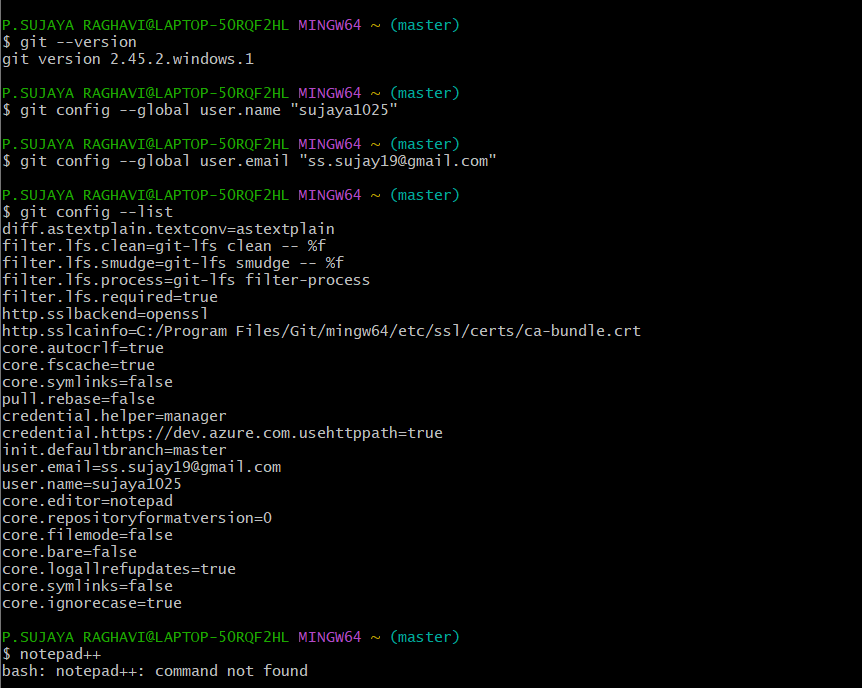 P.SUJAYA RAGHAVI@LAPTOP-5ORQF2HL MINGW64 ~ (master)
$ git --version
git version 2.45.2.windows.1
P.SUJAYA RAGHAVI@LAPTOP-5ORQF2HL MINGW64 ~ (master)
$ git config --global user.name "sujaya1025"
P.SUJAYA RAGHAVI@LAPTOP-5ORQF2HL MINGW64 ~ (master)
$ git config --global user.email "ss.sujay19@gmail.com"
P.SUJAYA RAGHAVI@LAPTOP-5ORQF2HL MINGW64 ~ (master)
$ git config --list
diff.astextplain.textconv=astextplain
filter.lfs.clean=git-lfs clean -- %f
filter.lfs.smudge=git-lfs smudge -- %f
filter.lfs.process=git-lfs filter-process
filter.lfs.required=true
http.sslbackend=openssl
http.sslcainfo=C:/Program Files/Git/mingw64/etc/ssl/certs/ca-bundle.crt
core.autocrlf=true
core.fscache=true
core.symlinks=false
pull.rebase=false
credential.helper=manager
credential.https://dev.azure.com.usehttppath=true
init.defaultbranch=master
user.email=ss.sujay19@gmail.com
user.name=sujaya1025
core.editor=notepad
core.repositoryformatversion=0
core.filemode=false
core.bare=false
core.logallrefupdates=true
core.symlinks=false
core.ignorecase=true
P.SUJAYA RAGHAVI@LAPTOP-5ORQF2HL MINGW64 ~ (master)
$ notepad++
bash: notepad++: command not found